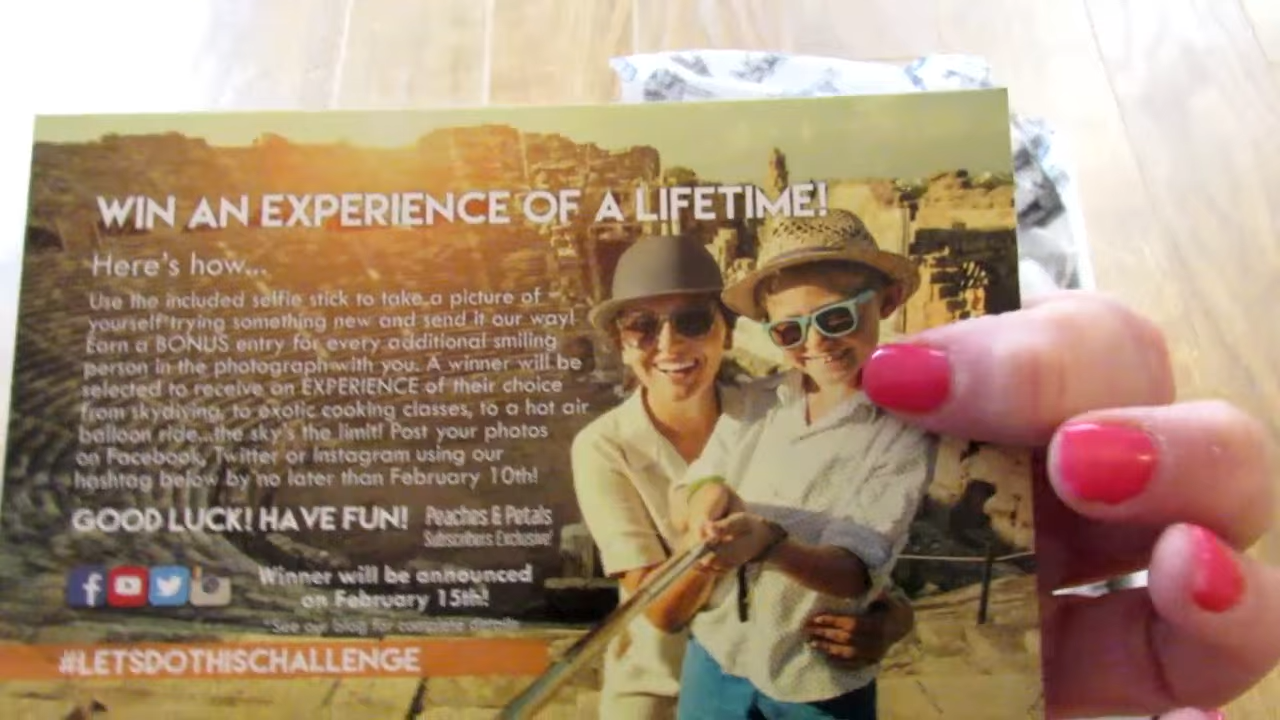 WIN AN EXPERIENCE OF A LIFETIME!
Here's how...
Use the included selfie stick to take a picture of
yourself trying something new and send it our way!
Earn a BONUS entry for every additional smiling
person in the photograph with you. A winner will be
selected to receive an EXPERIENCE of their choice
from skydiving, to exotic cooking classes, to a hot air
balloon ride...the sky's the limit! Post your photos
on Facebook, Twitter or Instagram using our
hashtag below by no later than February 10th!
GOOD LUCK! HAVE FUN!
Peaches & Petals
Subscribers Exclusive!
Winner will be announced
on February 15th!
*See our blog for complete details
#LETSDOTHISCHALLENGE